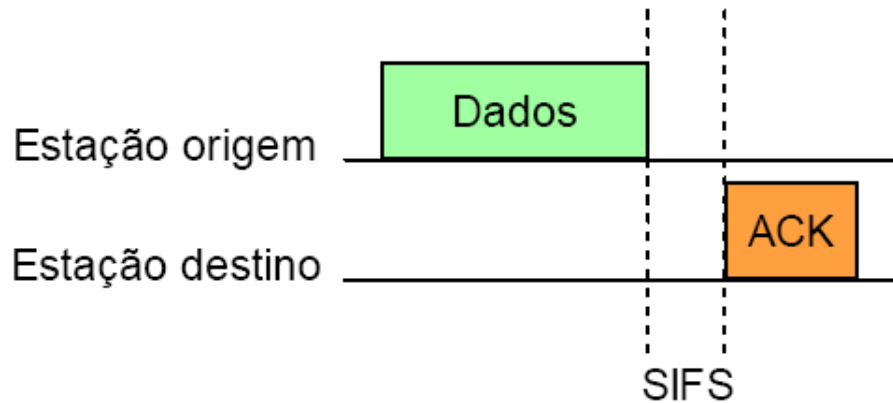 Dados
Estação origem
ACK
Estação destino
SIFS